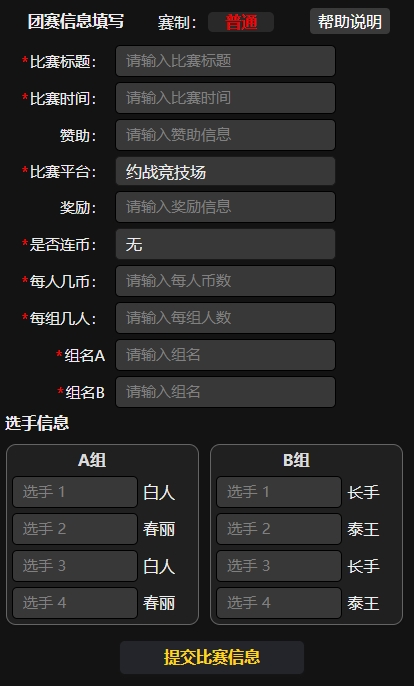 团赛信息填写 赛制： 普通 帮助说明
*比赛标题： 请输入比赛标题
*比赛时间： 请输入比赛时间
赞助： 请输入赞助信息
*比赛平台： 约战竞技场
奖励： 请输入奖励信息
*是否连币： 无
*每人几币： 请输入每人币数
*每组几人： 请输入每组人数
*组名A 请输入组名
*组名B 请输入组名
选手信息
A组
选手 1 白人
选手 2 春丽
选手 3 白人
选手 4 春丽
B组
选手 1 长手
选手 2 泰王
选手 3 长手
选手 4 泰王
提交比赛信息